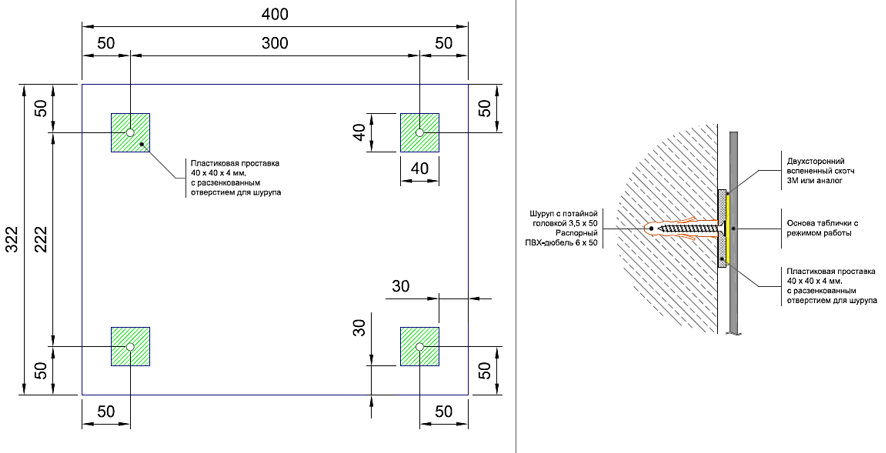 400
50
300
50
50
50
40
40
Пластиковая проставка
40 х 40 х 4 мм.
с расзенкованным
отверстием для шурупа
322
222
30
30
50
50
50
50
Двухсторонний
вспененный скотч
3М или аналог
Шуруп с потайной
головкой 3,5 х 50
Распорный
ПВХ-дюбель 6 х 50
Основа таблички с
режимом работы
Пластиковая проставка
40 х 40 х 4 мм.
с расзенкованным
отверстием для шурупа